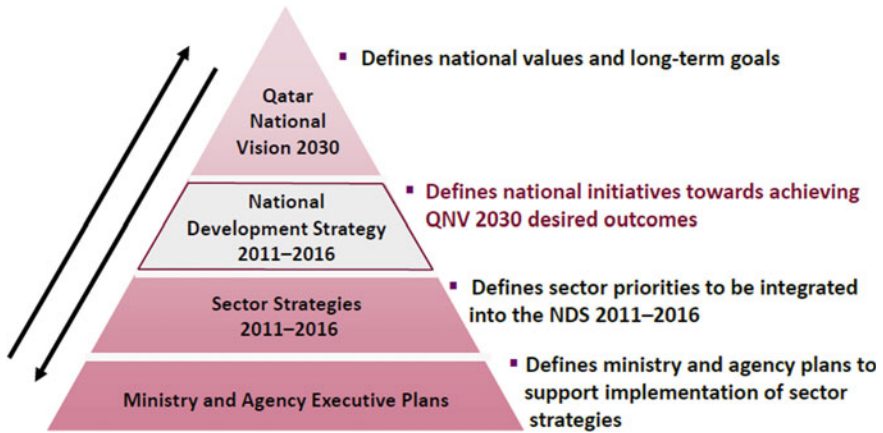 Qatar
National
Vision 2030
▪ Defines national values and long-term goals
National
Development Strategy
2011–2016
▪ Defines national initiatives towards achieving
QNV 2030 desired outcomes
Sector Strategies
2011–2016
▪ Defines sector priorities to be integrated
into the NDS 2011–2016
Ministry and Agency Executive Plans
▪ Defines ministry and agency plans to
support implementation of sector
strategies